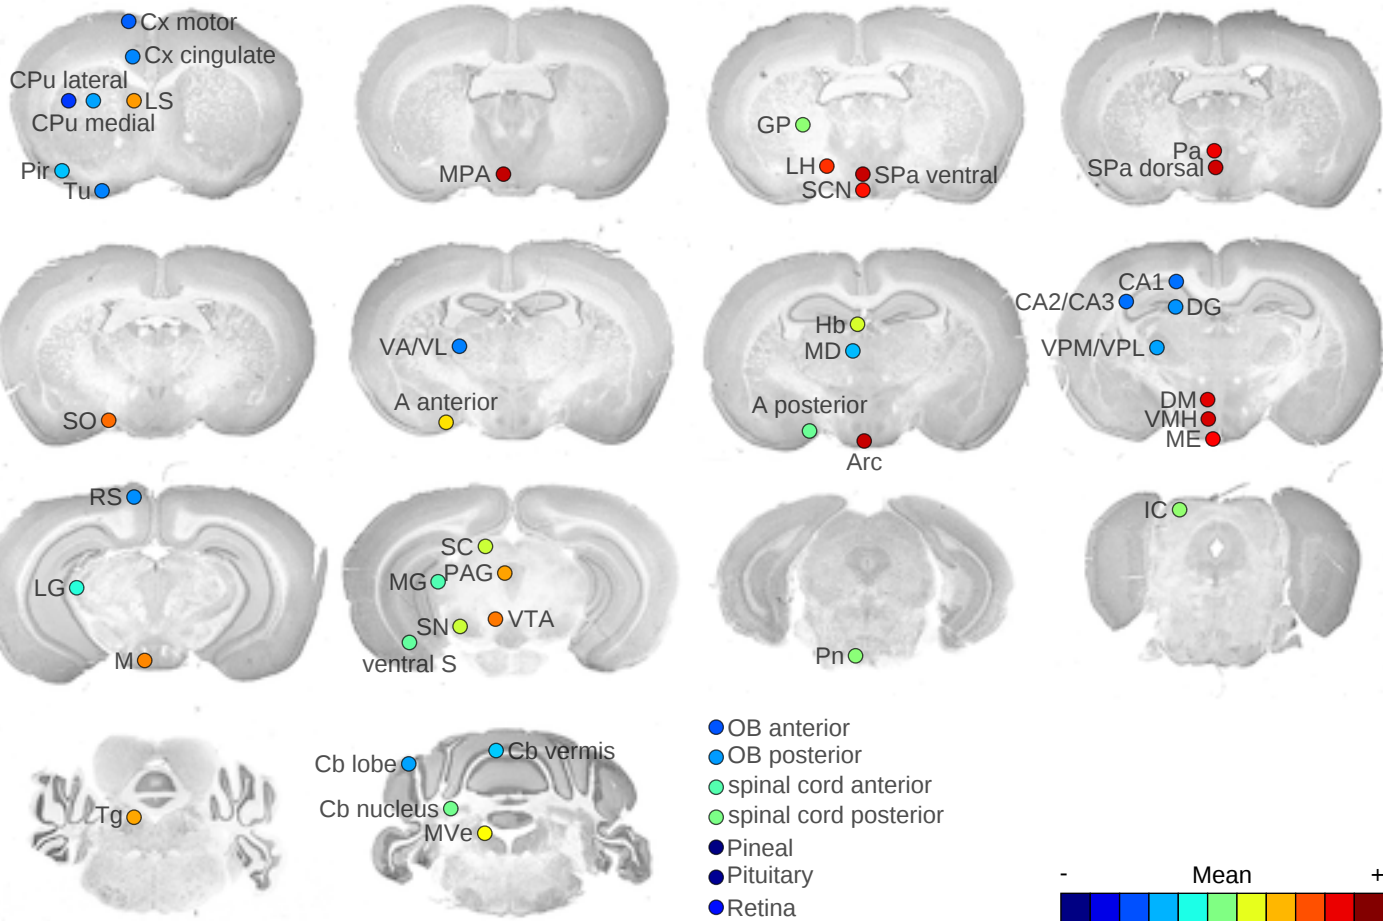 Cx motor
Cx cingulate
CPu lateral
LS
CPu medial
Pir
Tu
MPA
GP
LH
SPa ventral
SCN
Pa
SPa dorsal
SO
VA/VL
A anterior
Hb
MD
A posterior
Arc
CA1
CA2/CA3
DG
VPM/VPL
DM
VMH
ME
RS
LG
M
SC
PAG
MG
VTA
SN
ventral S
Pn
IC
Tg
Cb lobe
Cb vermis
Cb nucleus
MVe
OB anterior
OB posterior
spinal cord anterior
spinal cord posterior
Pineal
Pituitary
Retina
- Mean +